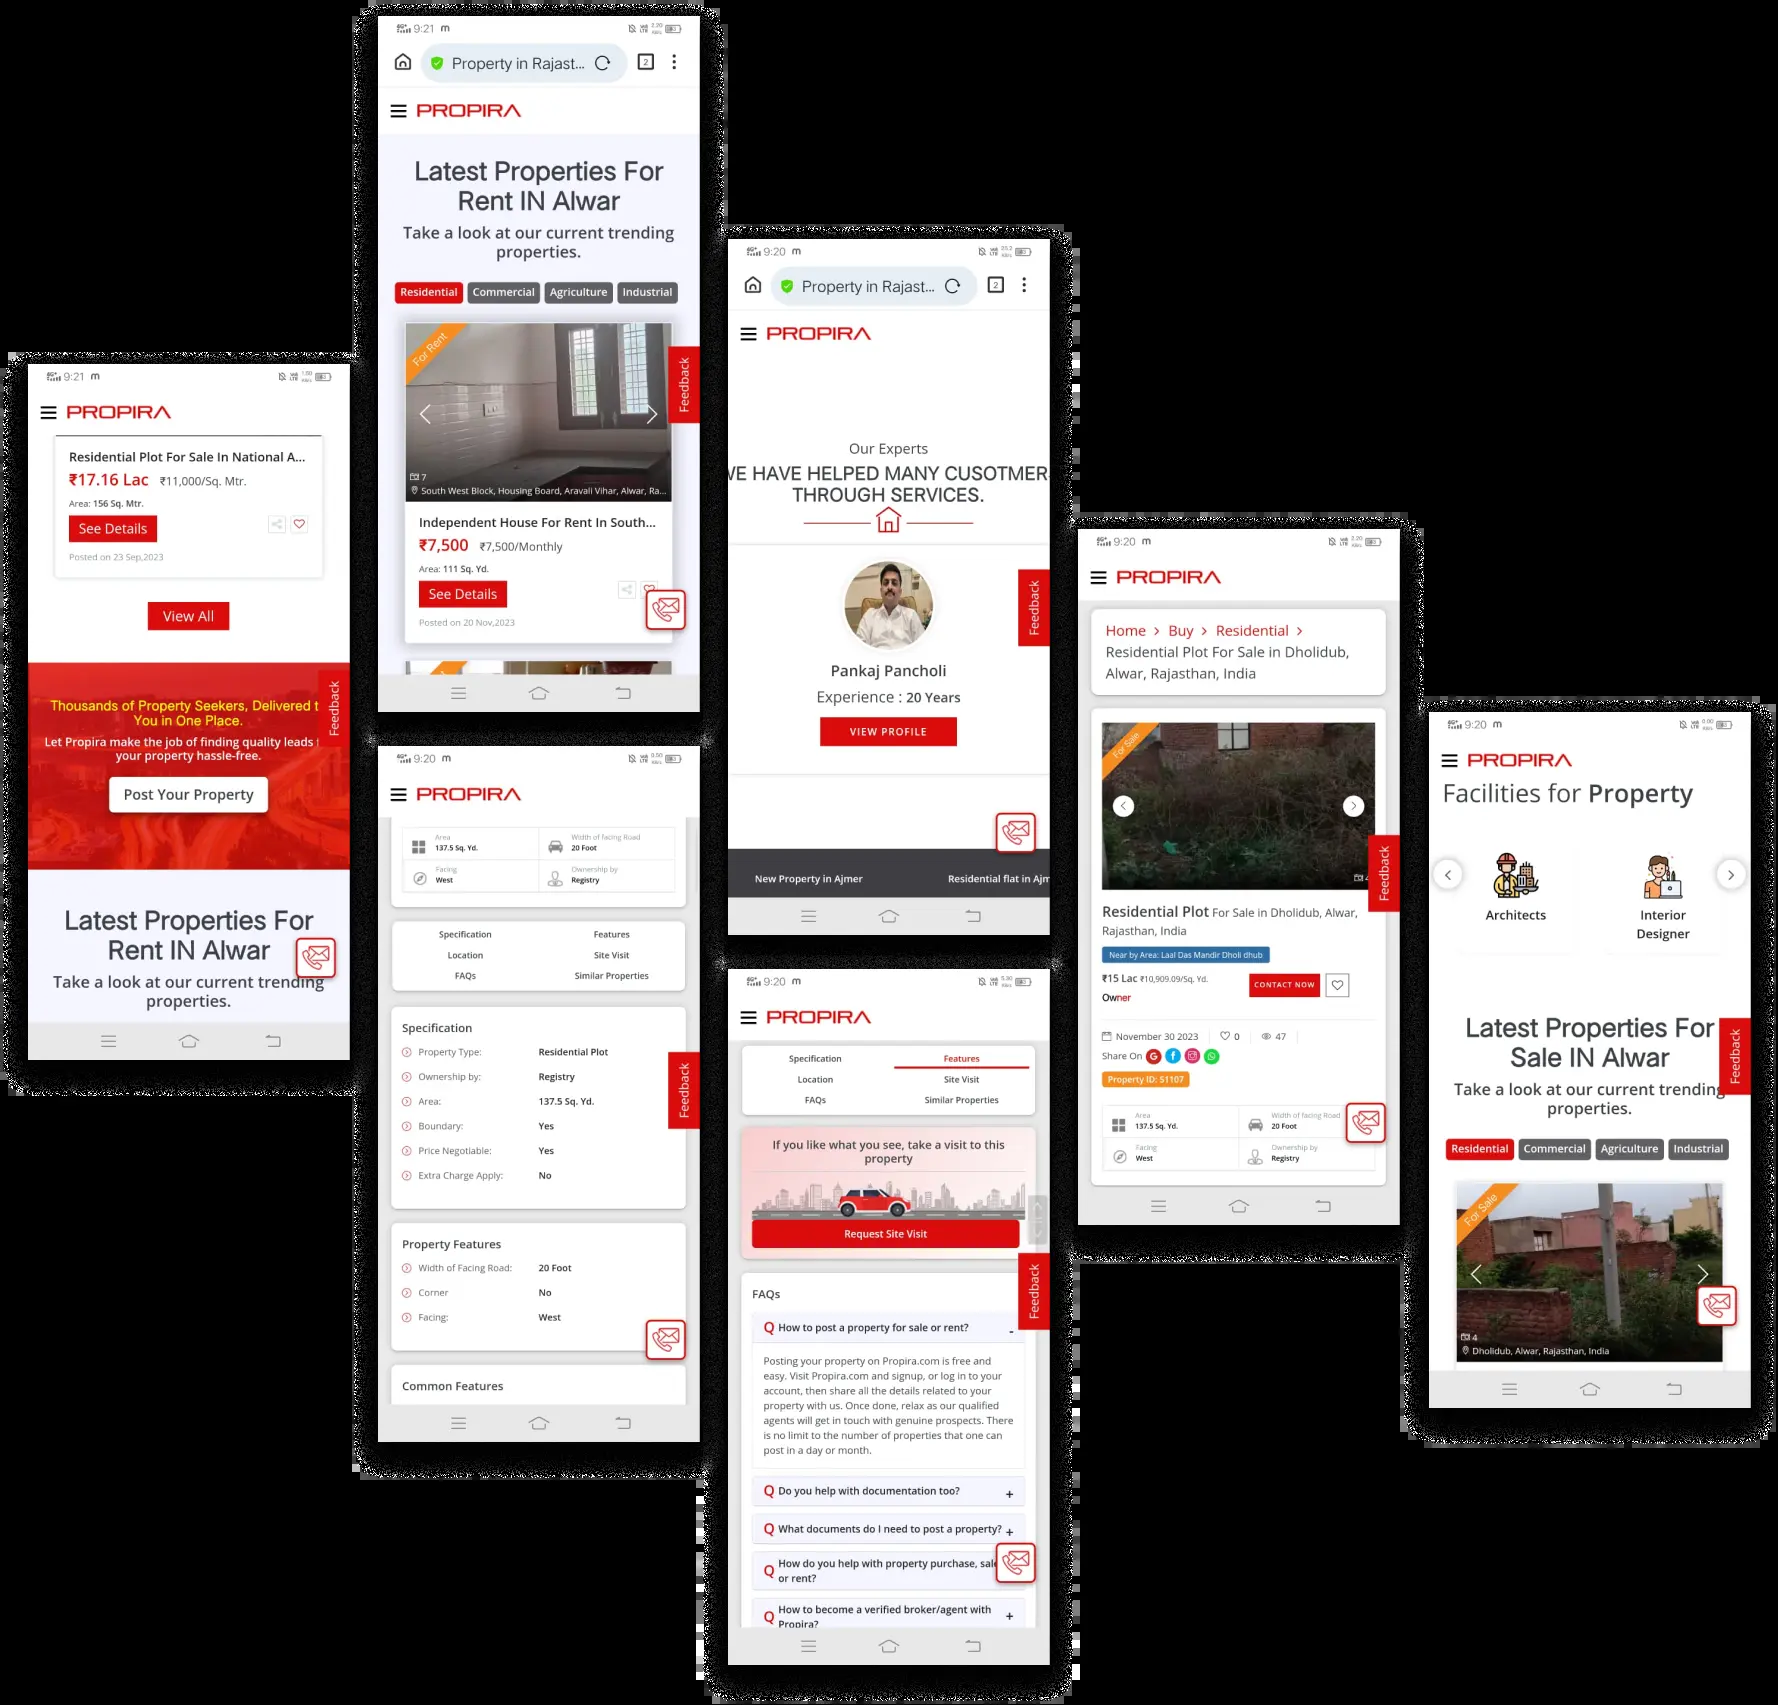 9:21 m
PROPIRA
Residential Plot For Sale In National A...
₹17.16 Lac ₹11,000/Sq. Mtr.
Area: 156 Sq. Mtr.
See Details
Posted on 23 Sep,2023
View All
Thousands of Property Seekers, Delivered t
You in One Place.
Let Propira make the job of finding quality leads
your property hassle-free.
Post Your Property
Feedback
Latest Properties For
Rent IN Alwar
Take a look at our current trending
properties.
9:21 m
Property in Rajast... 2
PROPIRA
Latest Properties For
Rent IN Alwar
Take a look at our current trending
properties.
Residential Commercial Agriculture Industrial
For Rent
Feedback
7
South West Block, Housing Board, Aravali Vihar, Alwar, Ra...
Independent House For Rent In South...
₹7,500 ₹7,500/Monthly
Area: 111 Sq. Yd.
See Details
Posted on 20 Nov,2023
9:20 m
PROPIRA
Area
137.5 Sq. Yd.
Width of facing Road
20 Foot
Facing
West
Ownership by
Registry
Specification Features
Location Site Visit
FAQs Similar Properties
Specification
Property Type: Residential Plot
Ownership by: Registry
Area: 137.5 Sq. Yd.
Boundary: Yes
Price Negotiable: Yes
Extra Charge Apply: No
Feedback
Property Features
Width of Facing Road: 20 Foot
Corner No
Facing: West
Common Features
9:20 m
Property in Rajast... 2
PROPIRA
Our Experts
WE HAVE HELPED MANY CUSOTMER
THROUGH SERVICES.
Pankaj Pancholi
Experience : 20 Years
VIEW PROFILE
Feedback
New Property in Ajmer Residential flat in Ajm
9:20 m
PROPIRA
Specification Features
Location Site Visit
FAQs Similar Properties
If you like what you see, take a visit to this
property
Request Site Visit
Feedback
FAQs
Q How to post a property for sale or rent? -
Posting your property on Propira.com is free and
easy. Visit Propira.com and signup, or log in to your
account, then share all the details related to your
property with us. Once done, relax as our qualified
agents will get in touch with genuine prospects. There
is no limit to the number of properties that one can
post in a day or month.
Q Do you help with documentation too? +
Q What documents do I need to post a property? +
Q How do you help with property purchase, sale
or rent?
Q How to become a verified broker/agent with +
Propira?
9:20 m
PROPIRA
Home > Buy > Residential >
Residential Plot For Sale in Dholidub,
Alwar, Rajasthan, India
For Sale
4
Feedback
Residential Plot For Sale in Dholidub, Alwar,
Rajasthan, India
Near by Area: Laal Das Mandir Dholi dhub
₹15 Lac ₹10,909.09/Sq. Yd.
CONTACT NOW
Owner
November 30 2023 0 47
Share On
Property ID: 51107
Area
137.5 Sq. Yd.
Width of facing Road
20 Foot
Facing
West
Ownership by
Registry
9:20 m
PROPIRA
Facilities for Property
Architects
Interior
Designer
Latest Properties For
Sale IN Alwar
Take a look at our current trending
properties.
Feedback
Residential Commercial Agriculture Industrial
For Sale
4
Dholidub, Alwar, Rajasthan, India